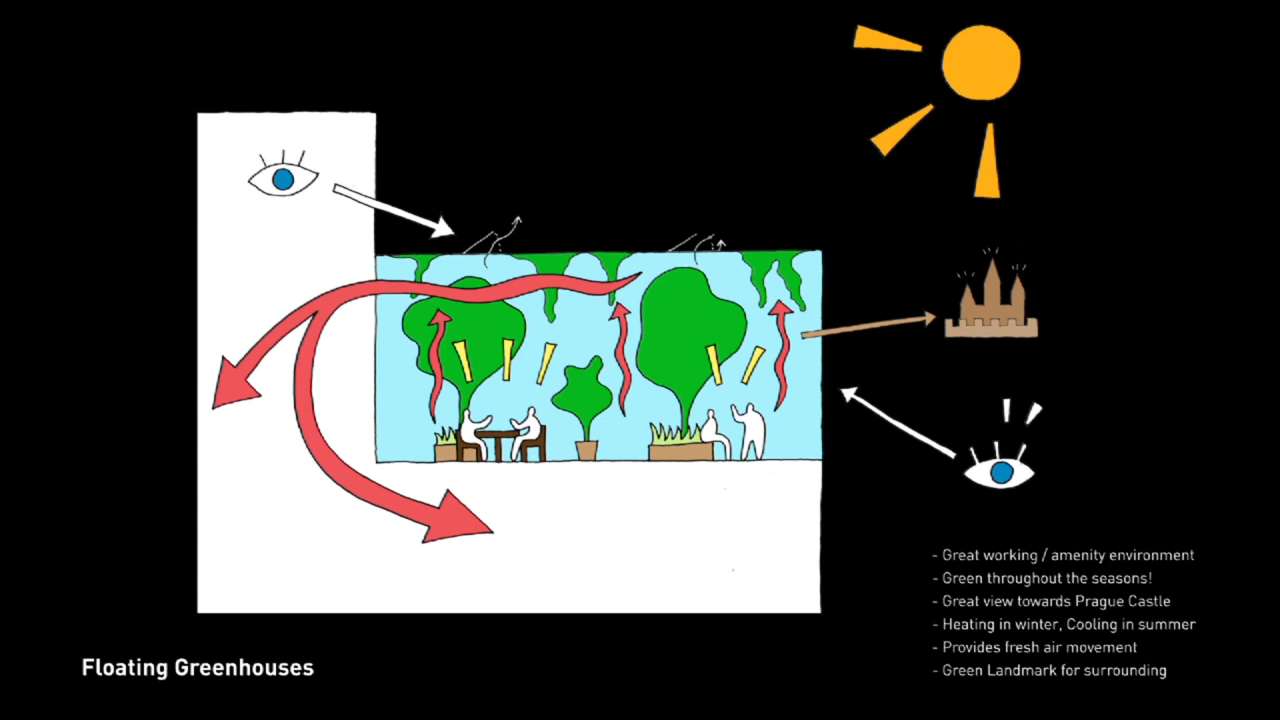 - Great working / amenity environment
- Green throughout the seasons!
- Great view towards Prague Castle
- Heating in winter, Cooling in summer
- Provides fresh air movement
- Green Landmark for surrounding
Floating Greenhouses